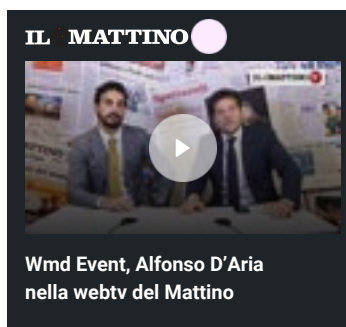 IL MATTINO
IL MATTINO
Wmd Event, Alfonso D'Aria
nella webtv del Mattino